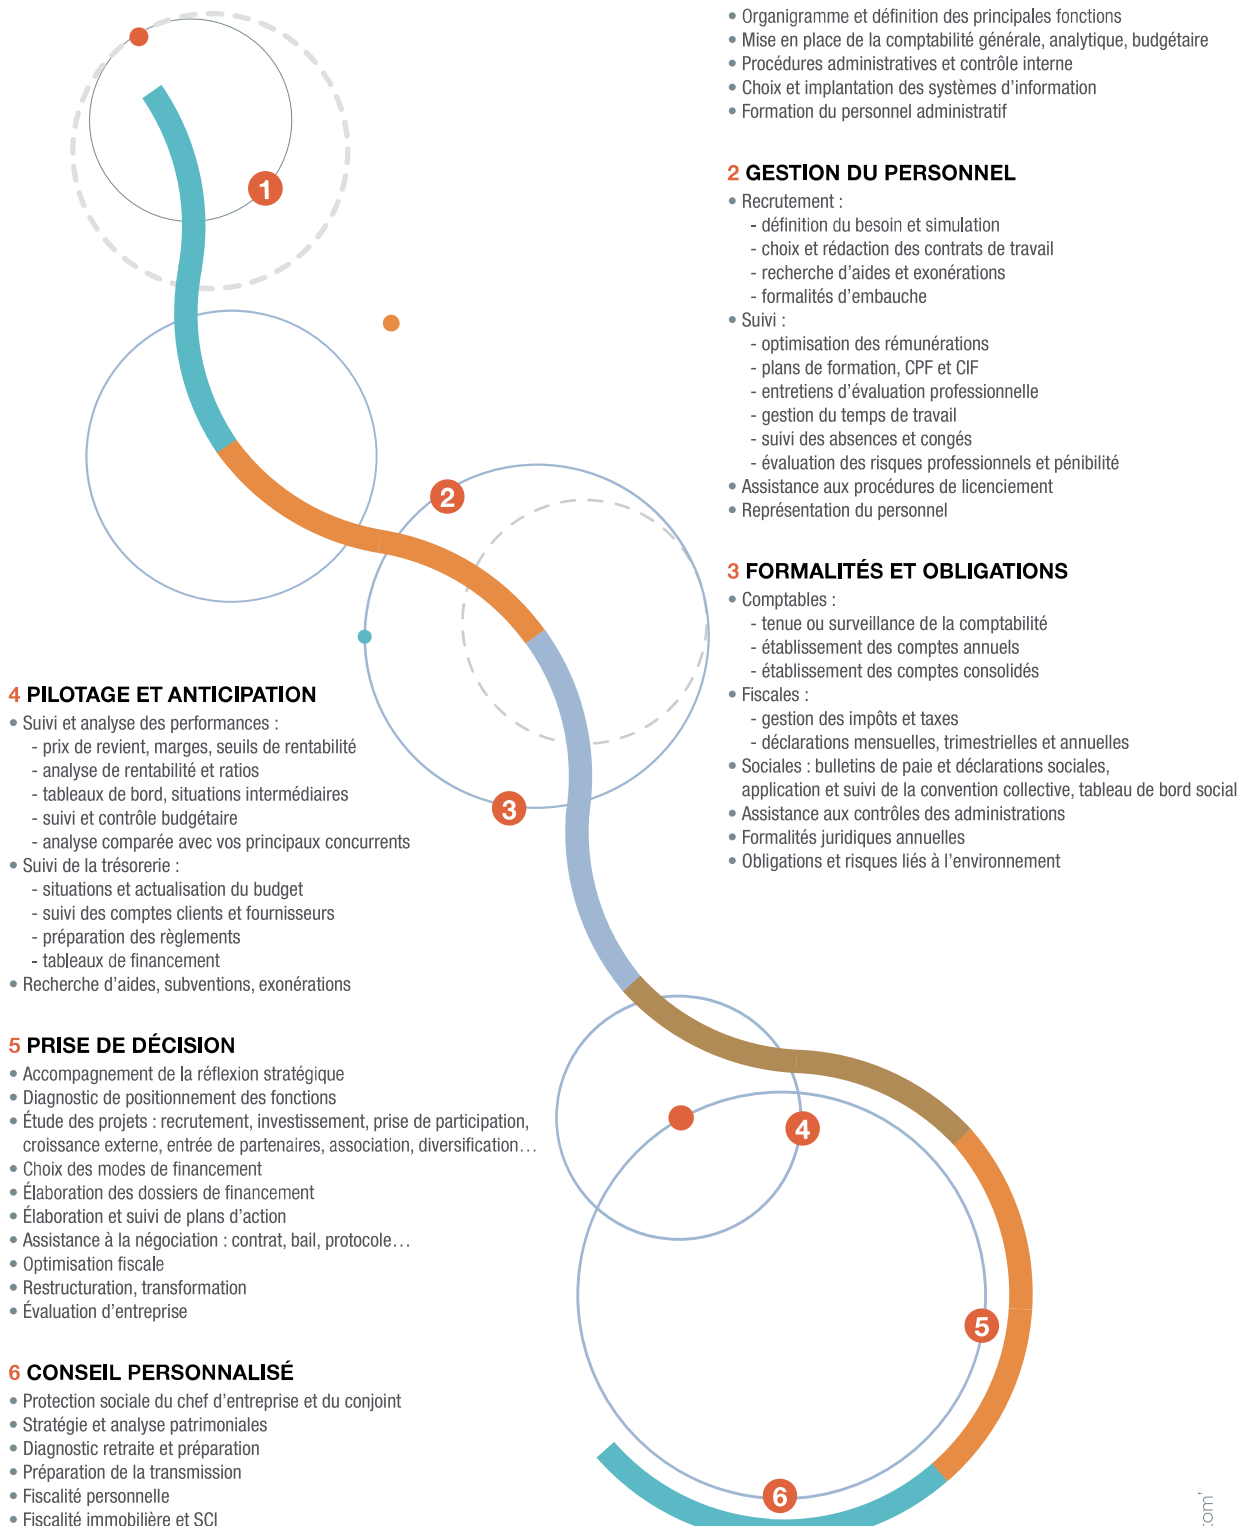 • Organigramme et définition des principales fonctions
• Mise en place de la comptabilité générale, analytique, budgétaire
• Procédures administratives et contrôle interne
• Choix et implantation des systèmes d'information
• Formation du personnel administratif
1
2 GESTION DU PERSONNEL
• Recrutement :
- définition du besoin et simulation
- choix et rédaction des contrats de travail
- recherche d'aides et exonérations
- formalités d'embauche
• Suivi :
- optimisation des rémunérations
- plans de formation, CPF et CIF
- entretiens d'évaluation professionnelle
- gestion du temps de travail
- suivi des absences et congés
- évaluation des risques professionnels et pénibilité
• Assistance aux procédures de licenciement
• Représentation du personnel
2
3 FORMALITÉS ET OBLIGATIONS
• Comptables :
- tenue ou surveillance de la comptabilité
- établissement des comptes annuels
- établissement des comptes consolidés
• Fiscales :
- gestion des impôts et taxes
- déclarations mensuelles, trimestrielles et annuelles
• Sociales : bulletins de paie et déclarations sociales,
application et suivi de la convention collective, tableau de bord social
• Assistance aux contrôles des administrations
• Formalités juridiques annuelles
• Obligations et risques liés à l'environnement
3
4 PILOTAGE ET ANTICIPATION
• Suivi et analyse des performances :
- prix de revient, marges, seuils de rentabilité
- analyse de rentabilité et ratios
- tableaux de bord, situations intermédiaires
- suivi et contrôle budgétaire
- analyse comparée avec vos principaux concurrents
• Suivi de la trésorerie :
- situations et actualisation du budget
- suivi des comptes clients et fournisseurs
- préparation des règlements
- tableaux de financement
• Recherche d'aides, subventions, exonérations
4
5 PRISE DE DÉCISION
• Accompagnement de la réflexion stratégique
• Diagnostic de positionnement des fonctions
• Étude des projets : recrutement, investissement, prise de participation,
croissance externe, entrée de partenaires, association, diversification…
• Choix des modes de financement
• Élaboration des dossiers de financement
• Élaboration et suivi de plans d'action
• Assistance à la négociation : contrat, bail, protocole…
• Optimisation fiscale
• Restructuration, transformation
• Évaluation d'entreprise
5
6 CONSEIL PERSONNALISÉ
• Protection sociale du chef d'entreprise et du conjoint
• Stratégie et analyse patrimoniales
• Diagnostic retraite et préparation
• Préparation de la transmission
• Fiscalité personnelle
• Fiscalité immobilière et SCI
6
com'